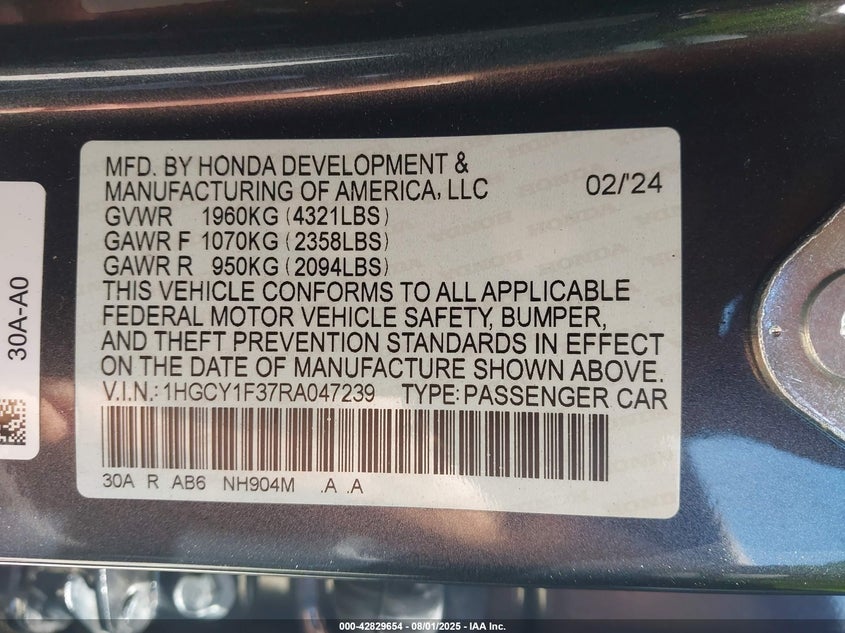 MFD. BY HONDA DEVELOPMENT &
MANUFACTURING OF AMERICA, LLC 02/'24
GVWR 1960KG (4321LBS)
GAWR F 1070KG (2358LBS)
GAWR R 950KG (2094LBS)
THIS VEHICLE CONFORMS TO ALL APPLICABLE
FEDERAL MOTOR VEHICLE SAFETY, BUMPER,
AND THEFT PREVENTION STANDARDS IN EFFECT
ON THE DATE OF MANUFACTURE SHOWN ABOVE.
V.I.N.: 1HGCY1F37RA047239 TYPE: PASSENGER CAR
30A R AB6 NH904M .A .A
30A-A0
000-42829654 - 08/01/2025 - IAA Inc.